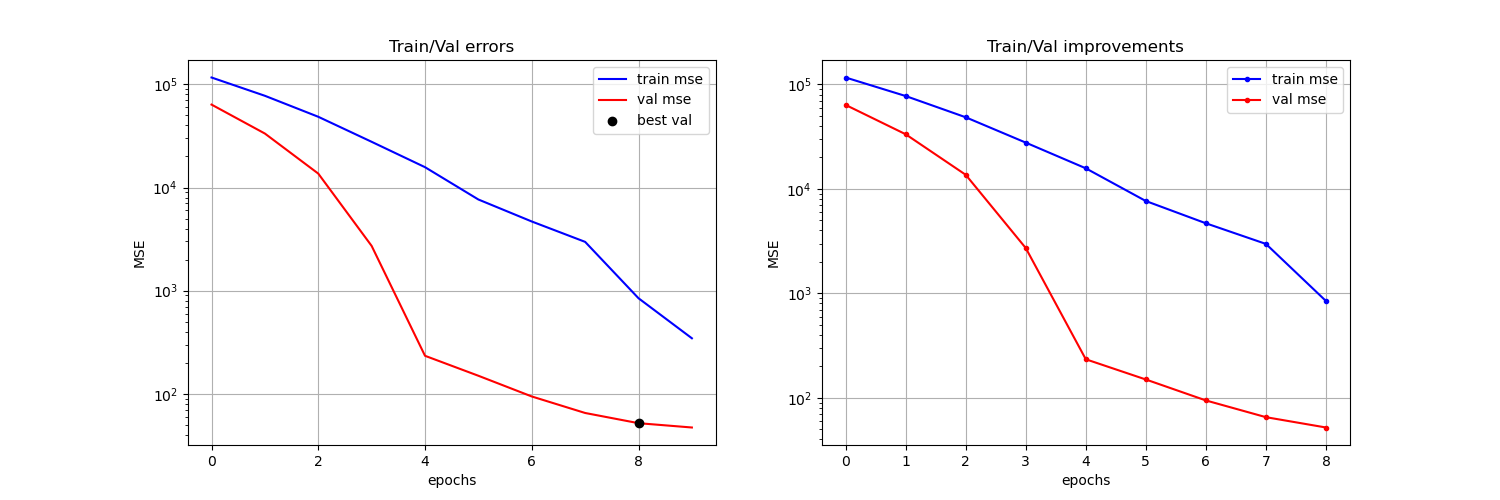 Train/Val errors
MSE
10^5
10^4
10^3
10^2
0 2 4 6 8
epochs
train mse
val mse
best val
Train/Val improvements
MSE
10^5
10^4
10^3
10^2
0 1 2 3 4 5 6 7 8
epochs
train mse
val mse